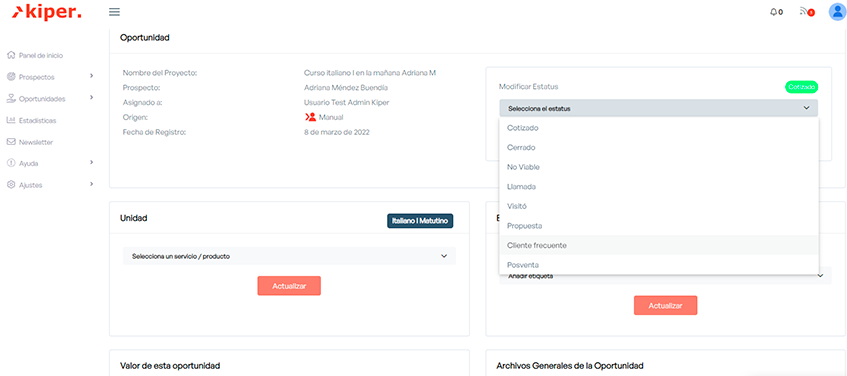 kiper.
0
1
Panel de inicio
Prospectos
Oportunidades
Estadísticas
Newsletter
Ayuda
Ajustes
Oportunidad
Nombre del Proyecto: Curso italiano I en la mañana Adriana M
Prospecto: Adriana Méndez Buendía
Asignado a: Usuario Test Admin Kiper
Origen: Manual
Fecha de Registro: 8 de marzo de 2022
Modificar Estatus Cotizado
Selecciona el estatus
Cotizado
Cerrado
No Viable
Llamada
Visitó
Propuesta
Cliente frecuente
Posventa
Unidad Italiano I Matutino
Selecciona un servicio / producto
Actualizar
Añadir etiqueta
Actualizar
Valor de esta oportunidad
Archivos Generales de la Oportunidad